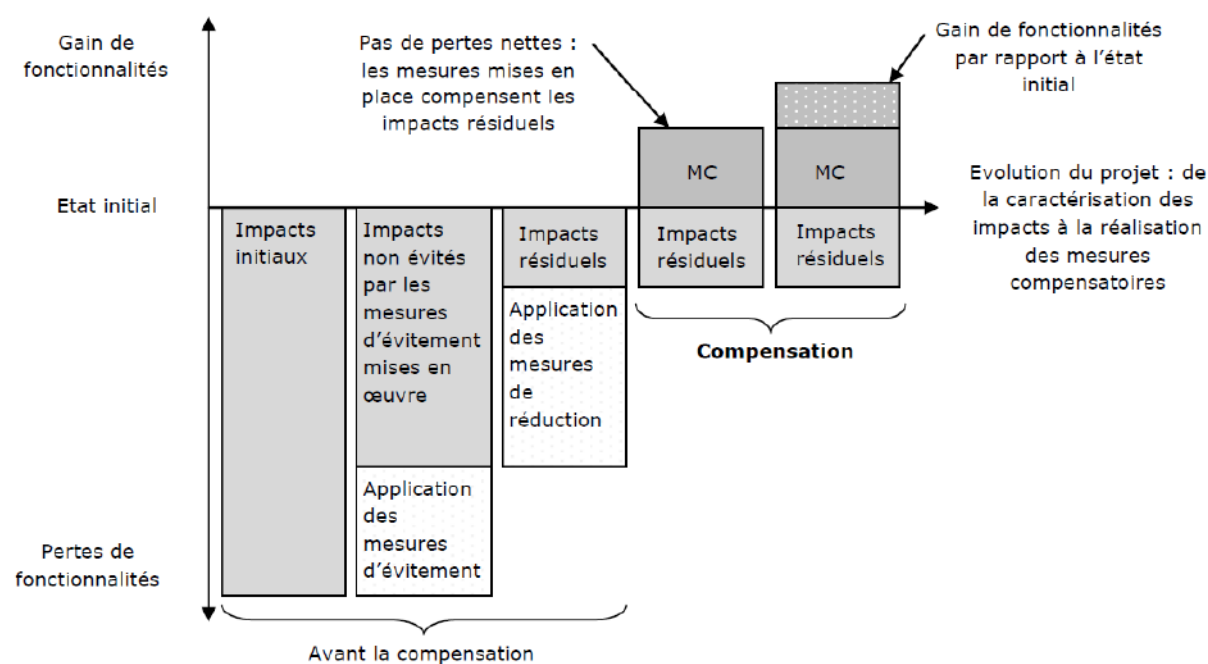 Gain de
fonctionnalités
Pas de pertes nettes :
les mesures mises en
place compensent les
impacts résiduels
Gain de fonctionnalités
par rapport à l'état
initial
MC
MC
Etat initial
Evolution du projet : de
la caractérisation des
impacts à la réalisation
des mesures
compensatoires
Impacts
initiaux
Impacts
non évités
par les
mesures
d'évitement
mises en
œuvre
Impacts
résiduels
Impacts
résiduels
Impacts
résiduels
Application
des
mesures
de
réduction
Compensation
Application
des
mesures
d'évitement
Pertes de
fonctionnalités
Avant la compensation